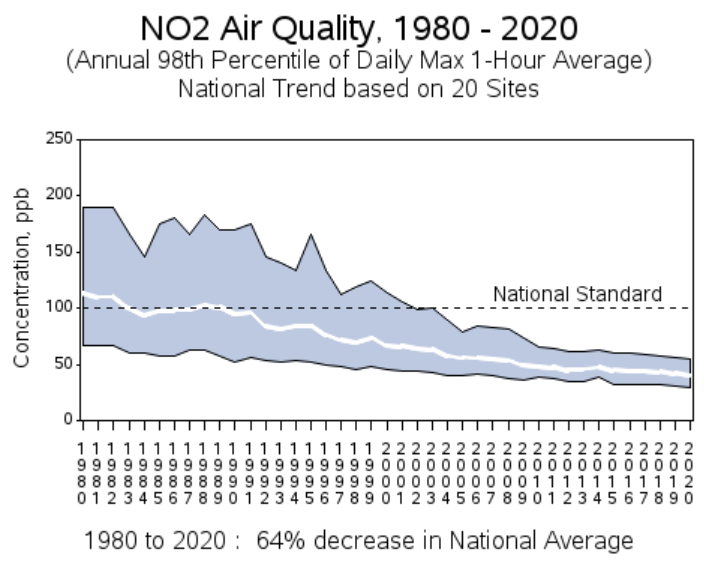 NO2 Air Quality, 1980 - 2020
(Annual 98th Percentile of Daily Max 1-Hour Average)
National Trend based on 20 Sites
Concentration, ppb
250
200
150
100
50
0
National Standard
1980 1981 1982 1983 1984 1985 1986 1987 1988 1989 1990 1991 1992 1993 1994 1995 1996 1997 1998 1999 2000 2001 2002 2003 2004 2005 2006 2007 2008 2009 2010 2011 2012 2013 2014 2015 2016 2017 2018 2019 2020
1980 to 2020 : 64% decrease in National Average